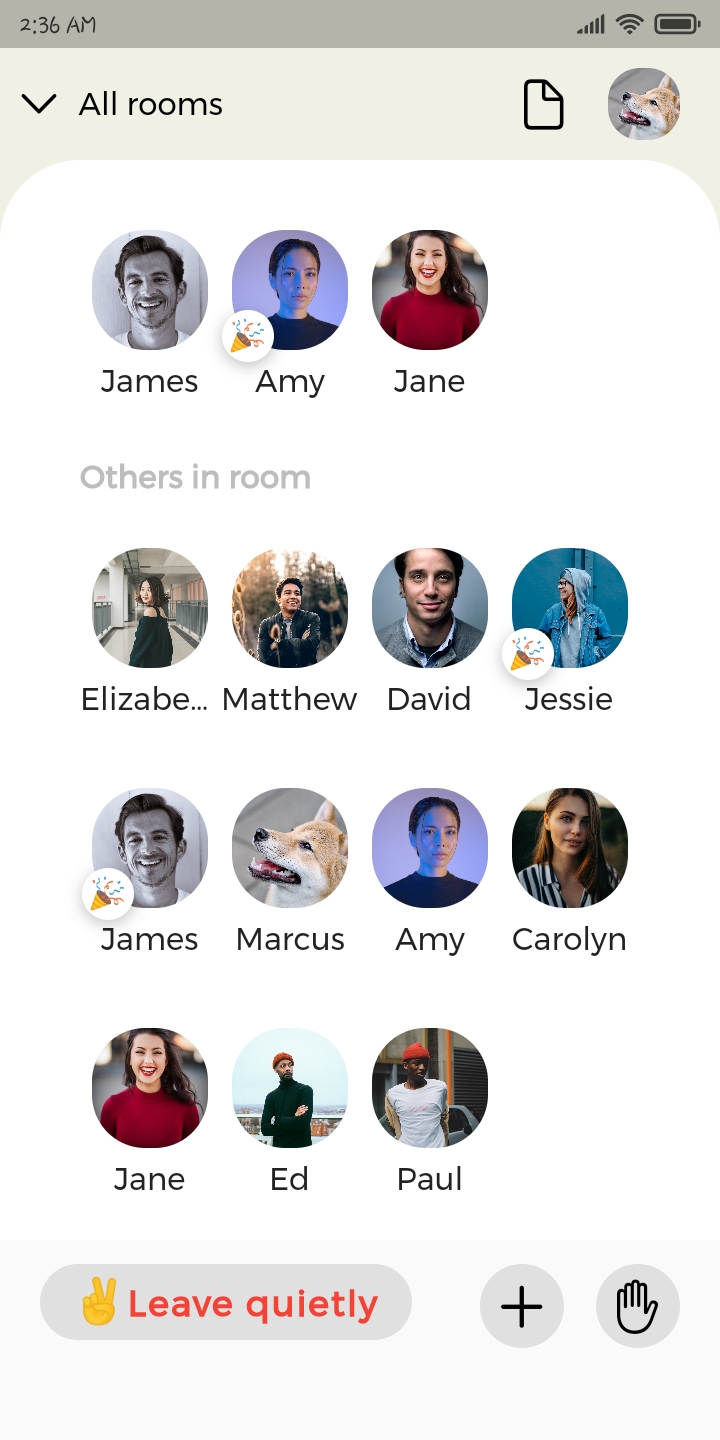 2:36 AM
All rooms
James Amy Jane
Others in room
Elizabe... Matthew David Jessie
James Marcus Amy Carolyn
Jane Ed Paul
Leave quietly